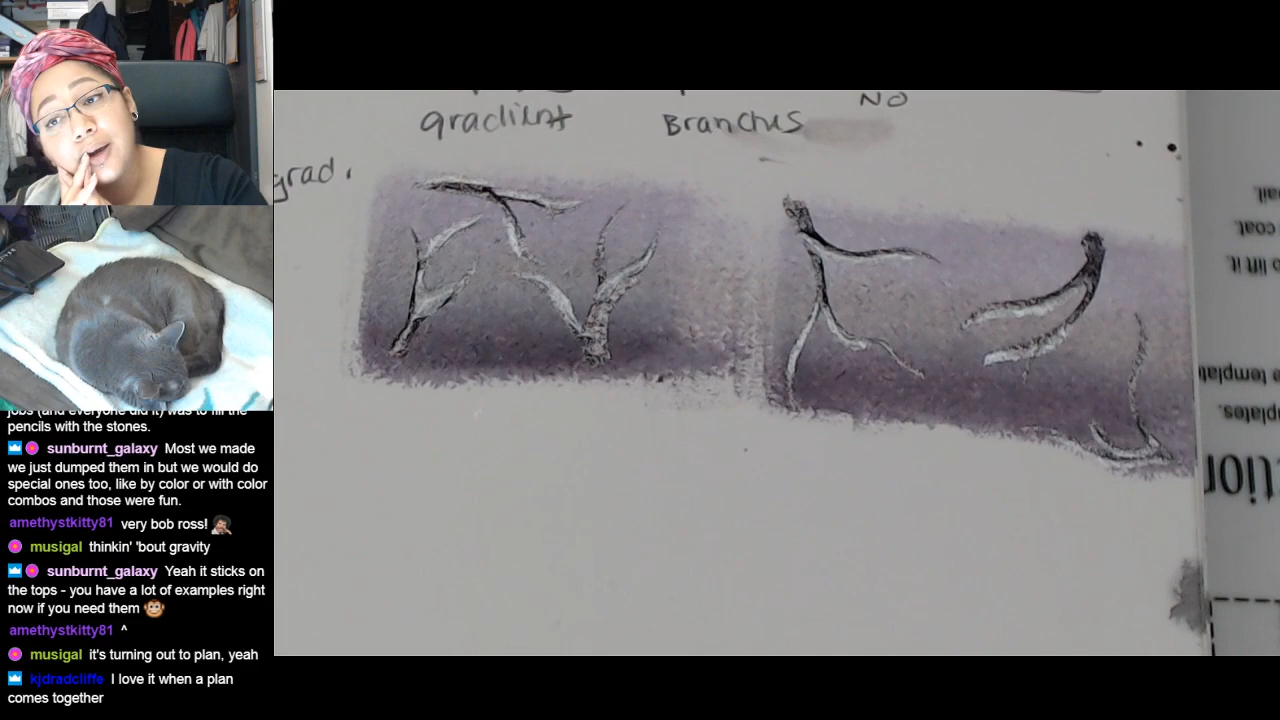 NO
gradient
Branches
grad.
jobs (and everyone did it) was to fill the
pencils with the stones.
sunburnt_galaxy Most we made
we just dumped them in but we would do
special ones too, like by color or with color
combos and those were fun.
amethystkitty81 very bob ross!
musigal thinkin' 'bout gravity
sunburnt_galaxy Yeah it sticks on
the tops - you have a lot of examples right
now if you need them
amethystkitty81 ^
musigal it's turning out to plan, yeah
kjdradcliffe I love it when a plan
comes together